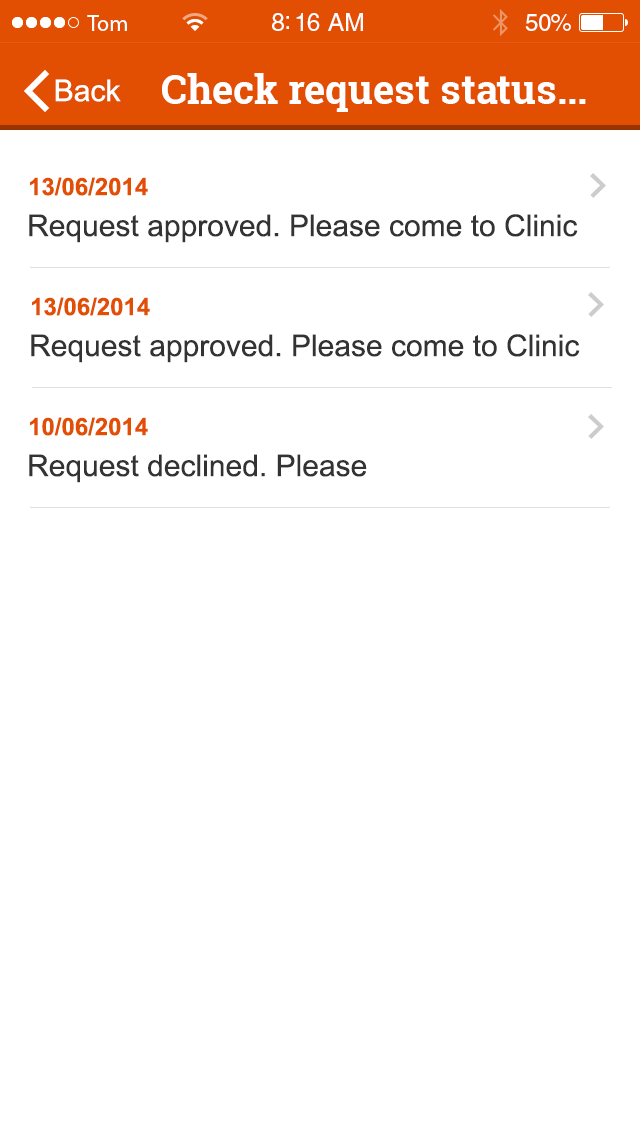 Tom 8:16 AM 50%
Back Check request status...
13/06/2014
Request approved. Please come to Clinic
13/06/2014
Request approved. Please come to Clinic
10/06/2014
Request declined. Please